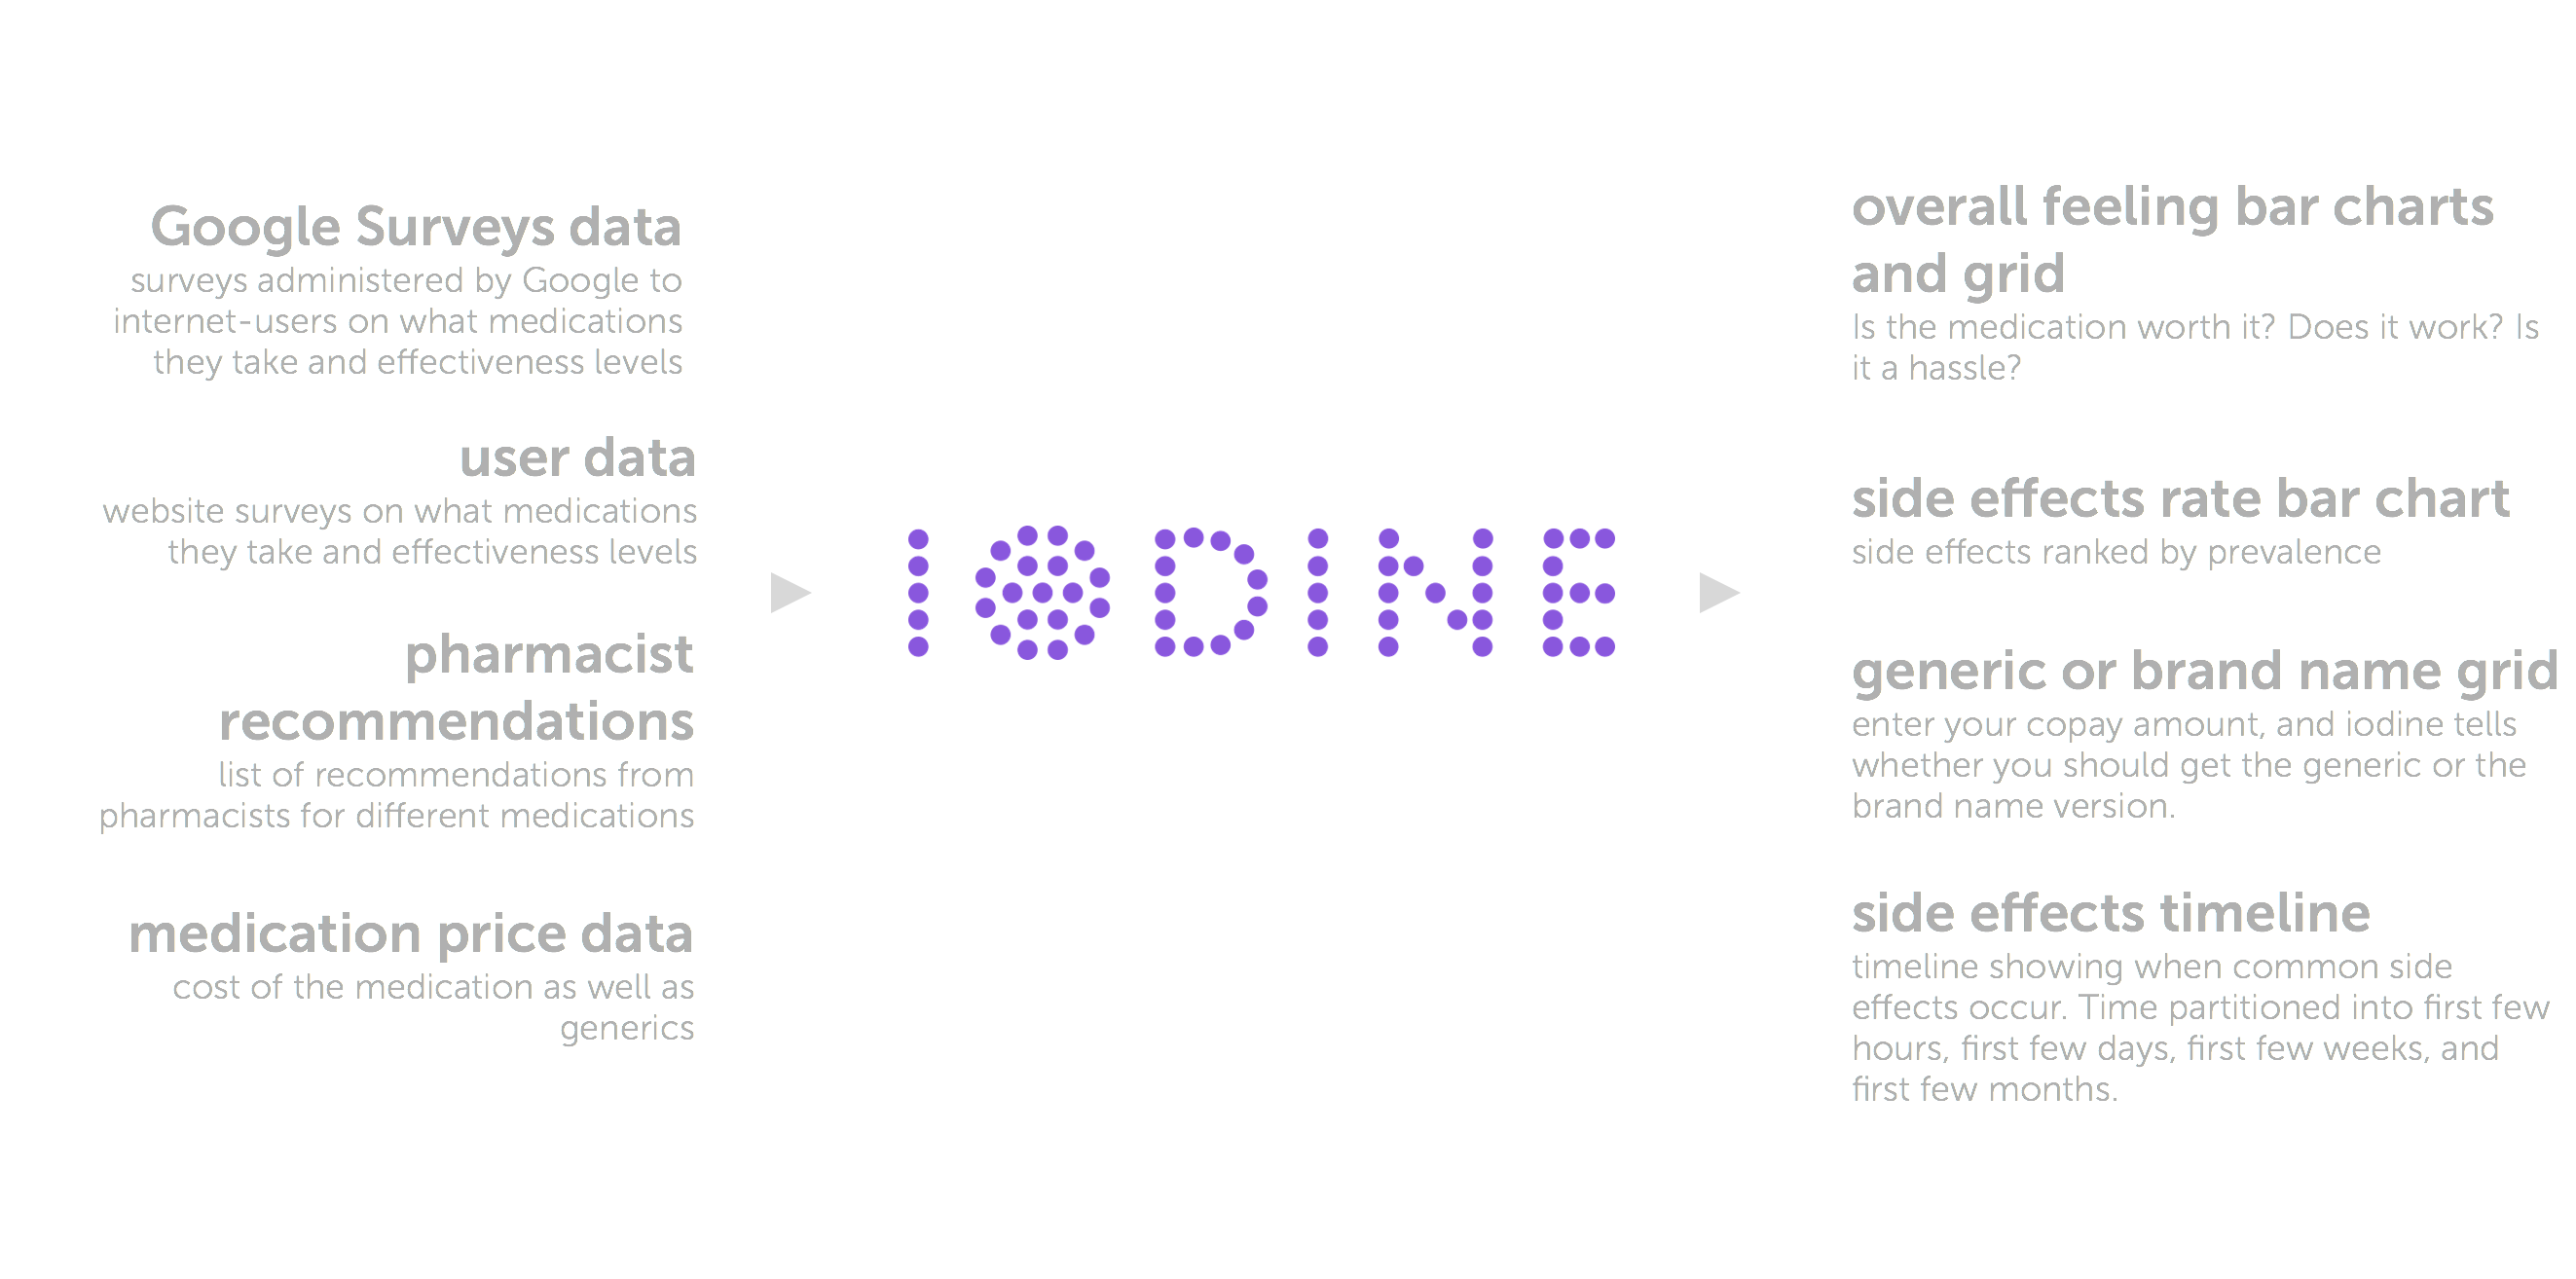 Google Surveys data
surveys administered by Google to
internet-users on what medications
they take and effectiveness levels
user data
website surveys on what medications
they take and effectiveness levels
pharmacist
recommendations
list of recommendations from
pharmacists for different medications
medication price data
cost of the medication as well as
generics
IODINE
overall feeling bar charts
and grid
Is the medication worth it? Does it work? Is
it a hassle?
side effects rate bar chart
side effects ranked by prevalence
generic or brand name grid
enter your copay amount, and iodine tells
whether you should get the generic or the
brand name version.
side effects timeline
timeline showing when common side
effects occur. Time partitioned into first few
hours, first few days, first few weeks, and
first few months.